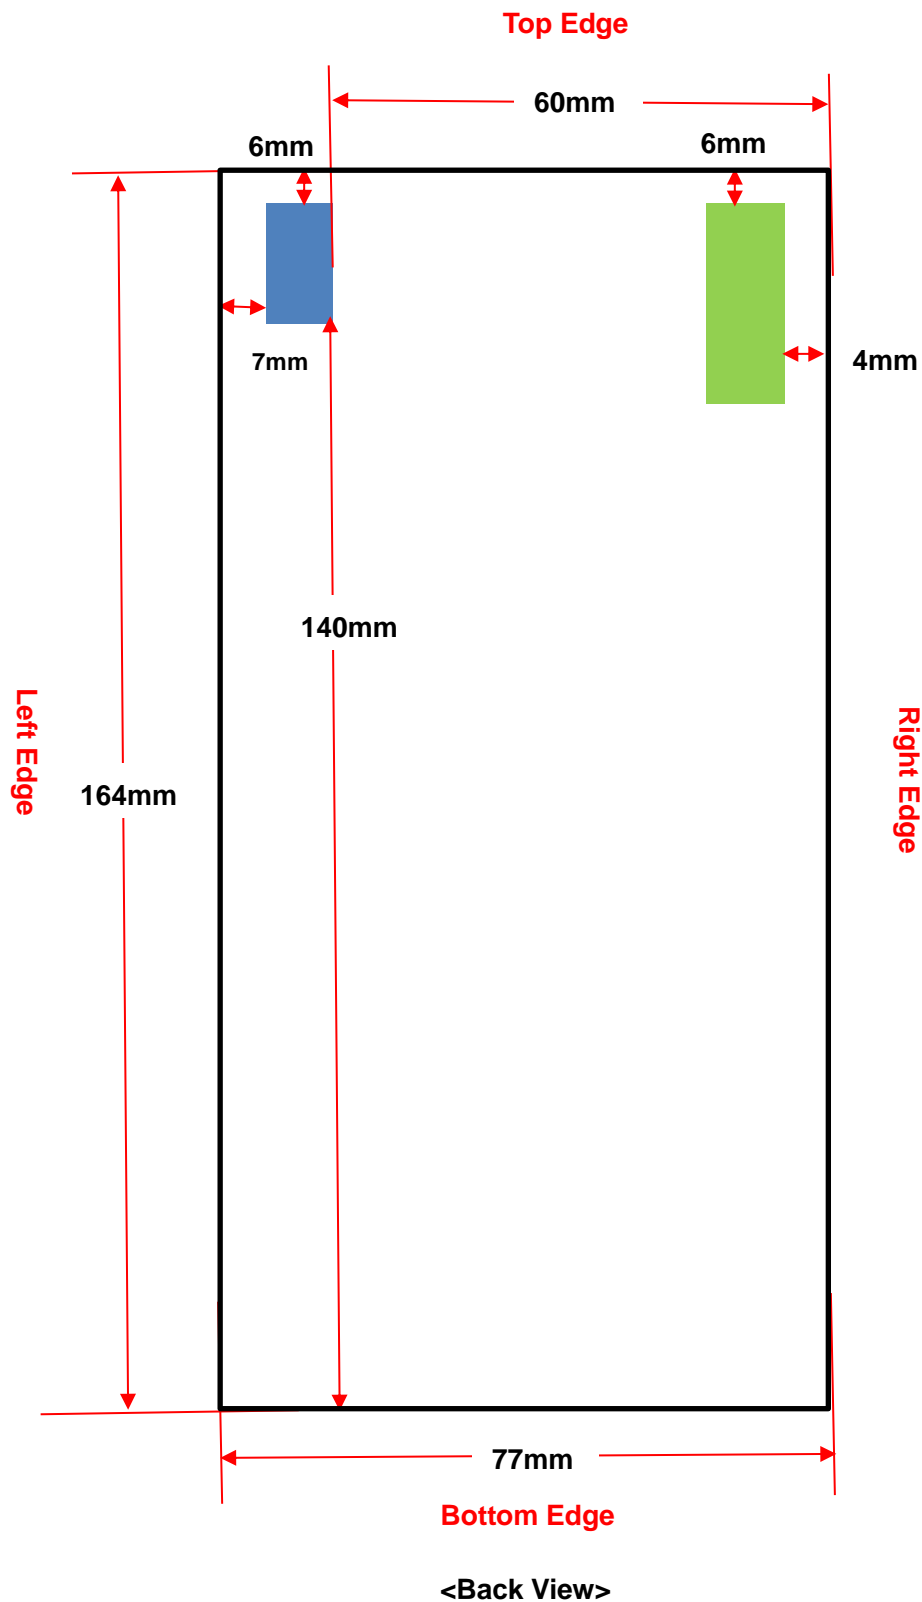 Top Edge
60mm
6mm
6mm
7mm
4mm
140mm
Left Edge
Right Edge
164mm
77mm
Bottom Edge
<Back View>